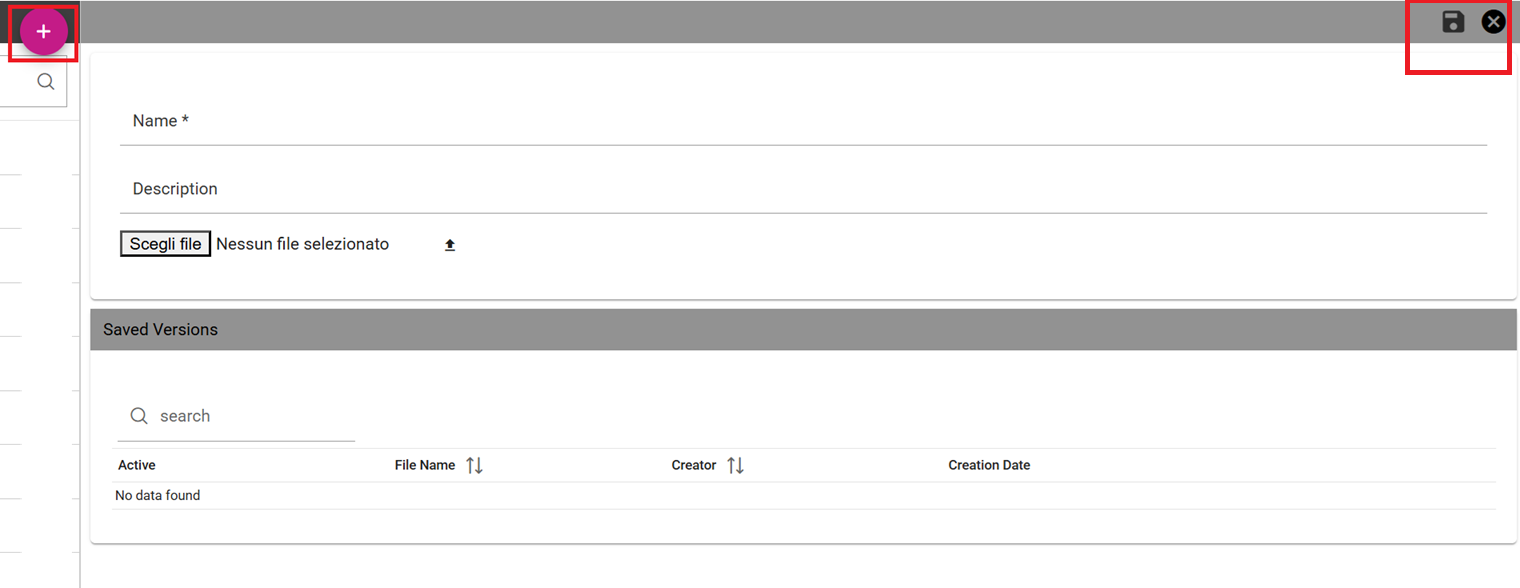 Name *
Description
Scegli file Nessun file selezionato
Saved Versions
search
Active File Name Creator Creation Date
No data found